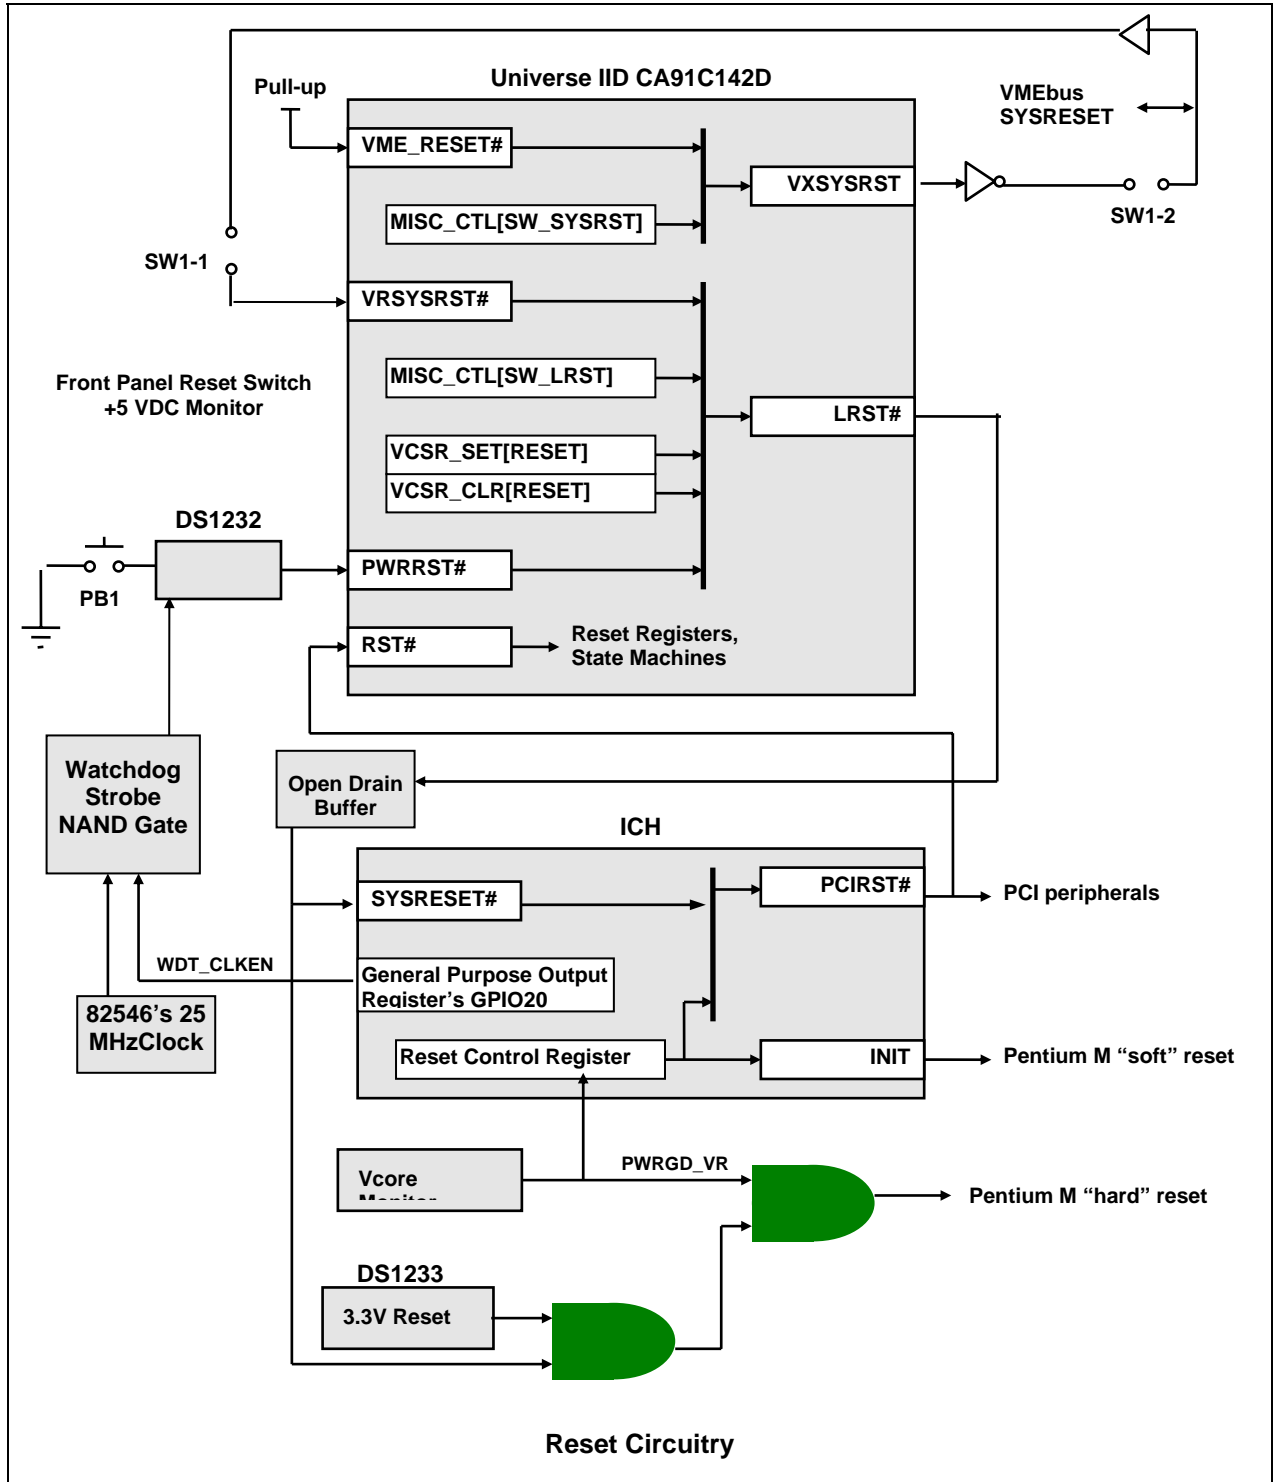 Universe IID CA91C142D
Pull-up
VMEbus
SYSRESET
VME_RESET#
VXSYSRST
MISC_CTL[SW_SYSRST]
SW1-2
SW1-1
VRSYSRST#
MISC_CTL[SW_LRST]
Front Panel Reset Switch
+5 VDC Monitor
LRST#
VCSR_SET[RESET]
VCSR_CLR[RESET]
DS1232
PWRRST#
PB1
RST#
Reset Registers,
State Machines
Watchdog
Strobe
NAND Gate
Open Drain
Buffer
ICH
SYSRESET#
PCIRST#
PCI peripherals
WDT_CLKEN
General Purpose Output
Register's GPIO20
82546's 25
MHzClock
Reset Control Register
INIT
Pentium M “soft” reset
Vcore
Monitor
PWRGD_VR
Pentium M “hard” reset
DS1233
3.3V Reset
Reset Circuitry